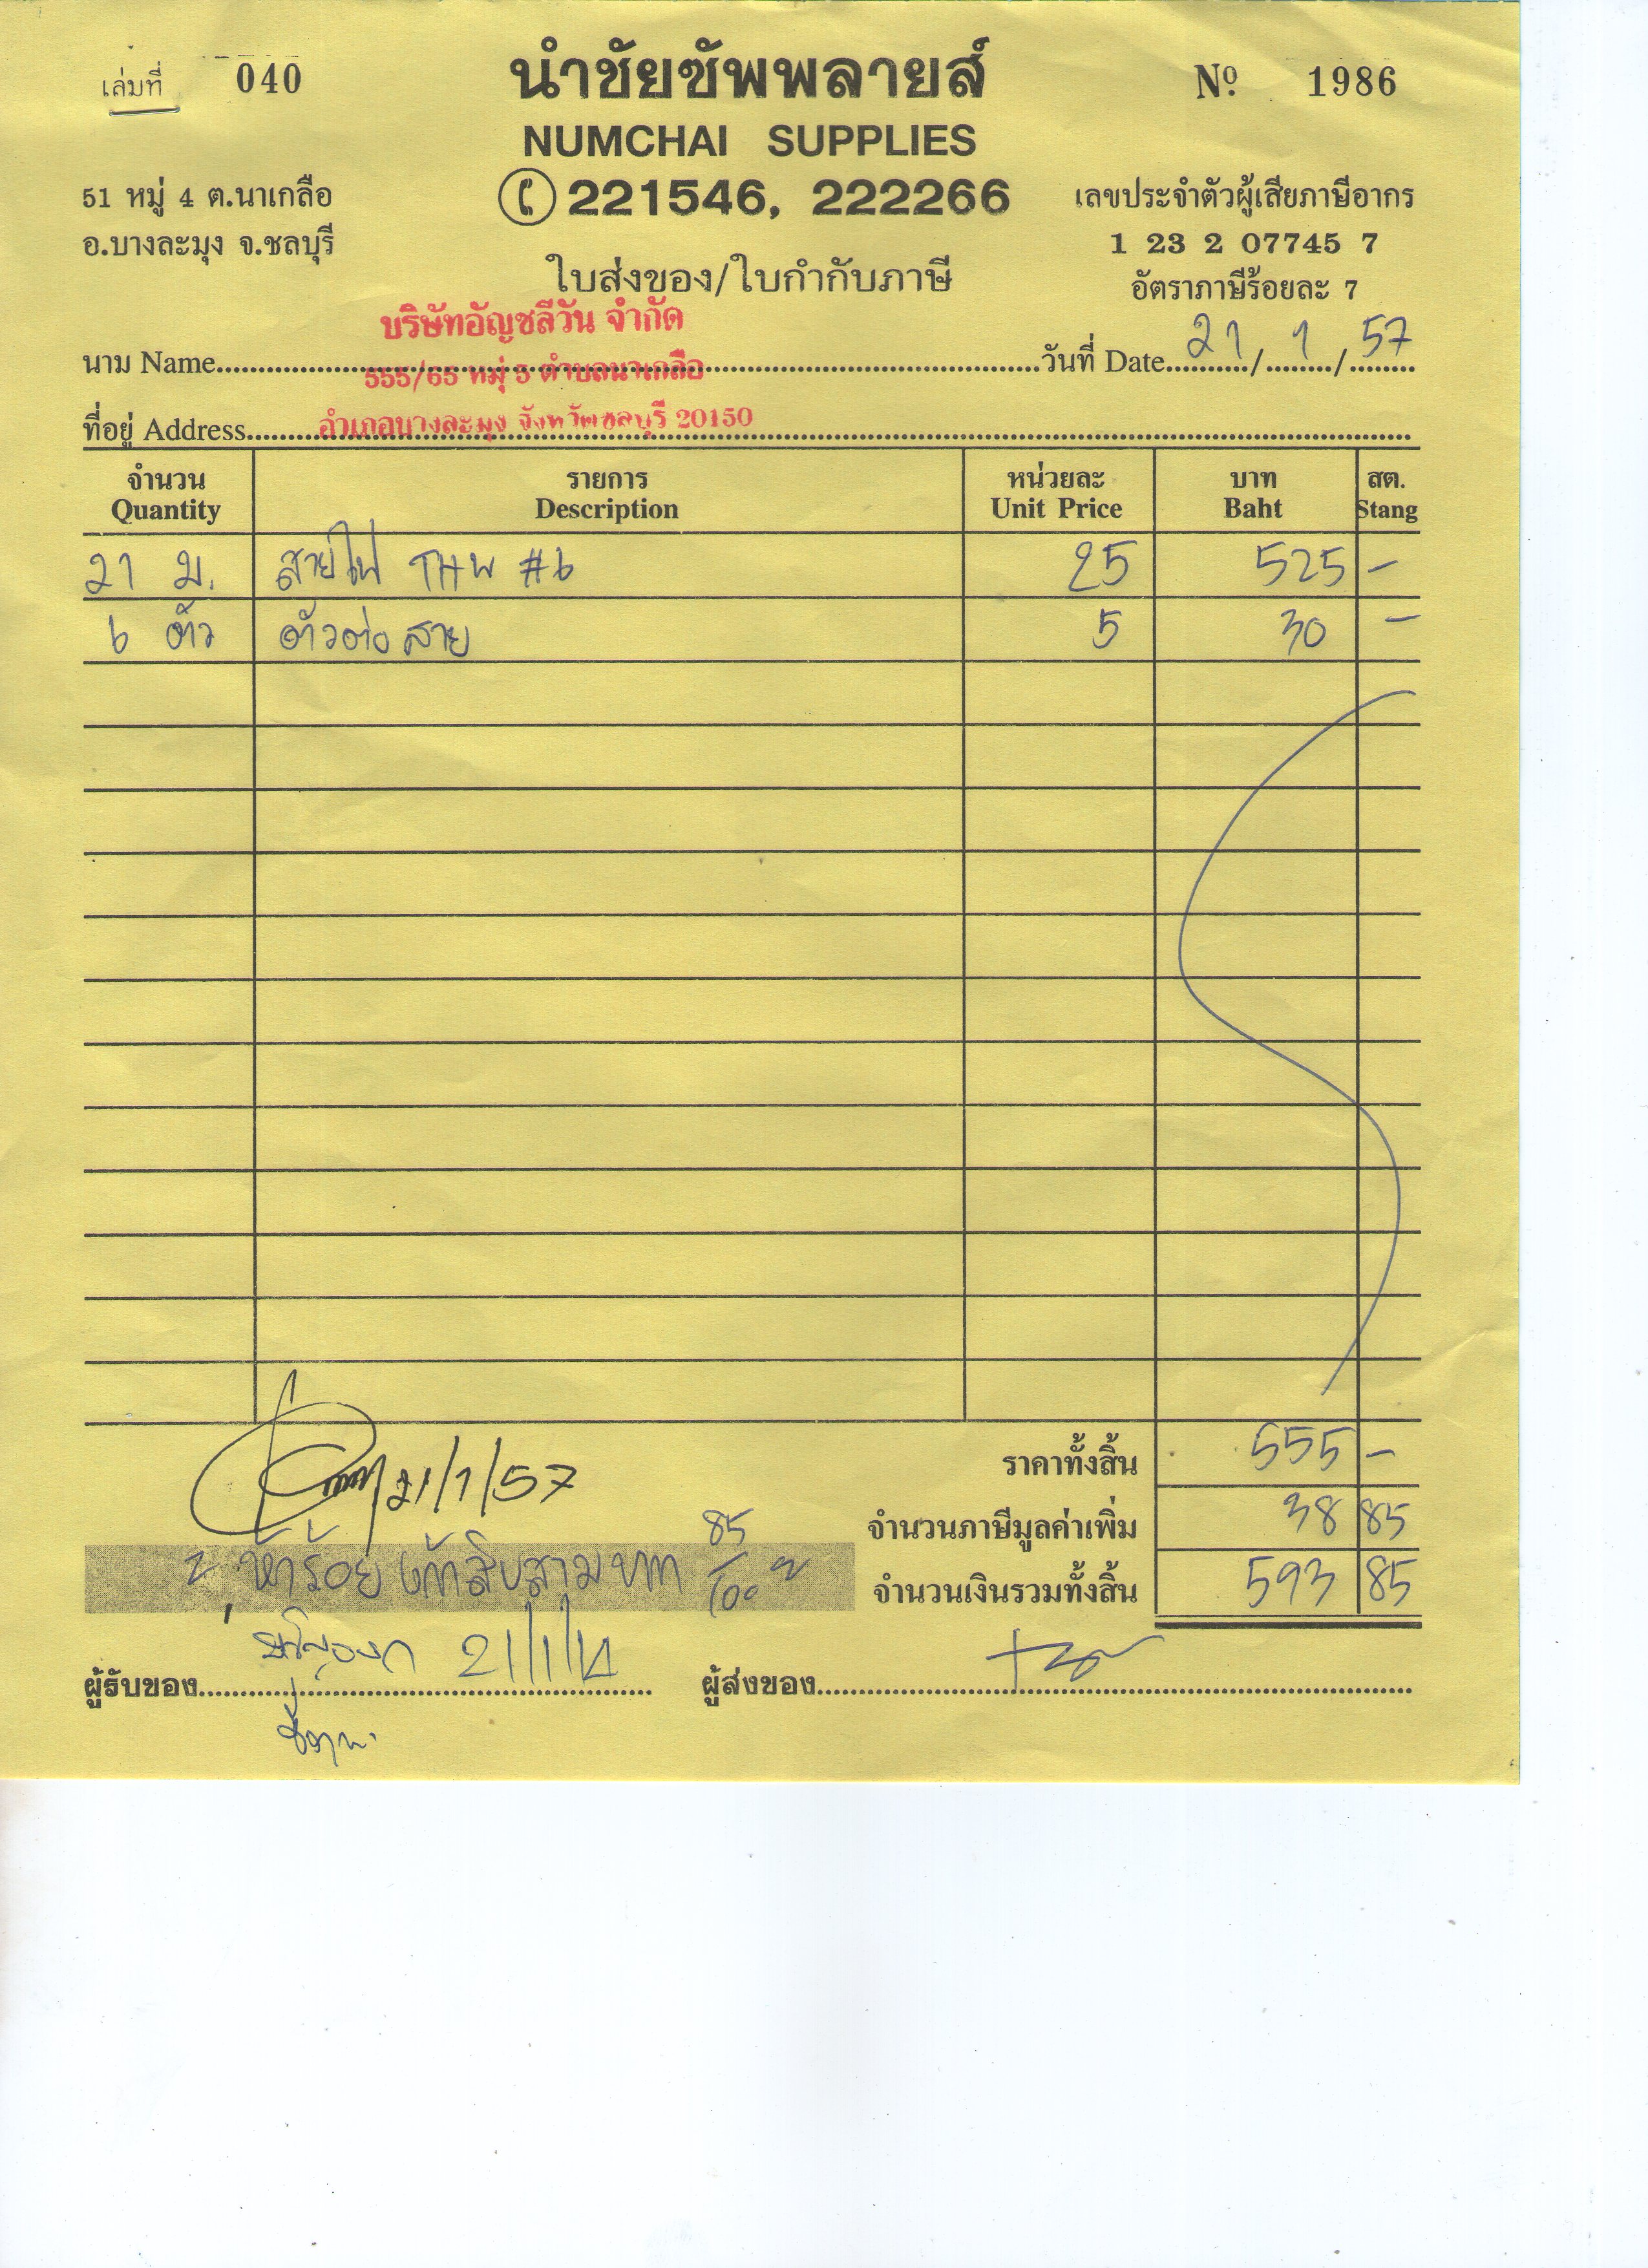 เล่มที่ 040
นำชัยซัพพลายส์
Nº 1986
NUMCHAI SUPPLIES
221546, 222266
51 หมู่ 4 ต.นาเกลือ
อ.บางละมุง จ.ชลบุรี
เลขประจำตัวผู้เสียภาษีอากร
1 23 2 07745 7
อัตราภาษีร้อยละ 7
ใบส่งของ/ใบกำกับภาษี
บริษัทอัญชลีวัน จำกัด
นาม Name 555/65 หมู่ 5 ตำบลนาเกลือ วันที่ Date 21/1/57
ที่อยู่ Address อำเภอบางละมุง จังหวัดชลบุรี 20150
จำนวน รายการ หน่วยละ บาท สต.
Quantity Description Unit Price Baht Stang
21 ม. สายไฟ THW #6 25 525 –
6 ตัว ตัวต่อสาย 5 30 –
ราคาทั้งสิ้น 555 –
21/1/57
จำนวนภาษีมูลค่าเพิ่ม 38 85
ห้าร้อยเก้าสิบสามบาท 85/100 จำนวนเงินรวมทั้งสิ้น 593 85
ผู้รับของ 21/1/14 ผู้ส่งของ